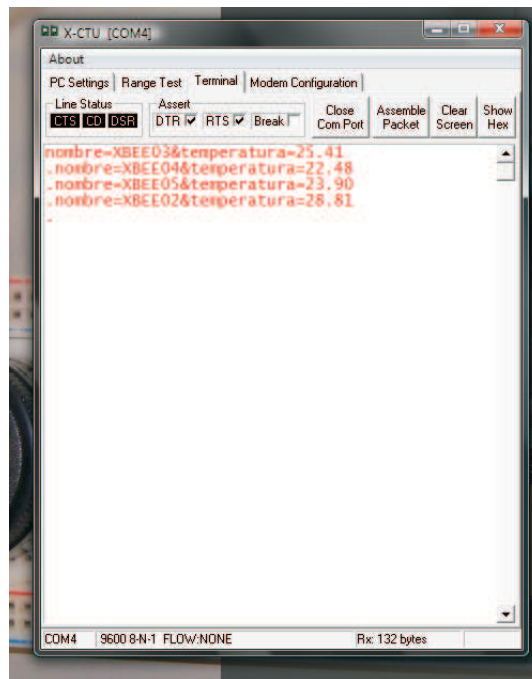 X-CTU [COM4]
About
PC Settings Range Test Terminal Modem Configuration
Line Status Assert
CTS CD DSR DTR RTS Break Close Com Port Assemble Packet Clear Screen Show Hex
nombre=XBEE03&temperatura=25.41
.nombre=XBEE04&temperatura=22.48
.nombre=XBEE05&temperatura=23.90
.nombre=XBEE02&temperatura=28.81
.
COM4 9600 8-N-1 FLOW:NONE Rx: 132 bytes